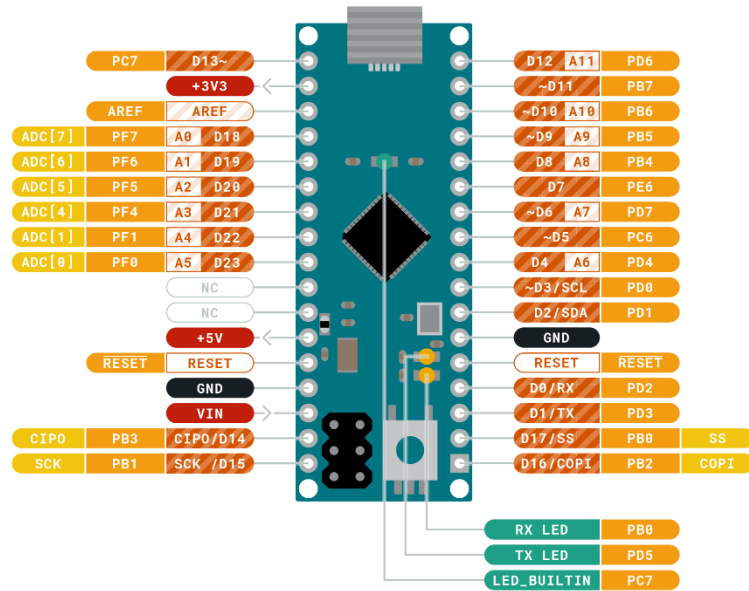 PC7 D13~
+3V3
AREF AREF
ADC[7] PF7 A0 D18
ADC[6] PF6 A1 D19
ADC[5] PF5 A2 D20
ADC[4] PF4 A3 D21
ADC[1] PF1 A4 D22
ADC[0] PF0 A5 D23
NC
NC
+5V
RESET RESET
GND
VIN
CIPO PB3 CIPO/D14
SCK PB1 SCK /D15
D12 A11 PD6
~D11 PB7
~D10 A10 PB6
~D9 A9 PB5
D8 A8 PB4
D7 PE6
~D6 A7 PD7
~D5 PC6
D4 A6 PD4
~D3/SCL PD0
D2/SDA PD1
GND
RESET RESET
D0/RX PD2
D1/TX PD3
D17/SS PB0 SS
D16/COPI PB2 COPI
RX LED PB0
TX LED PD5
LED_BUILTIN PC7